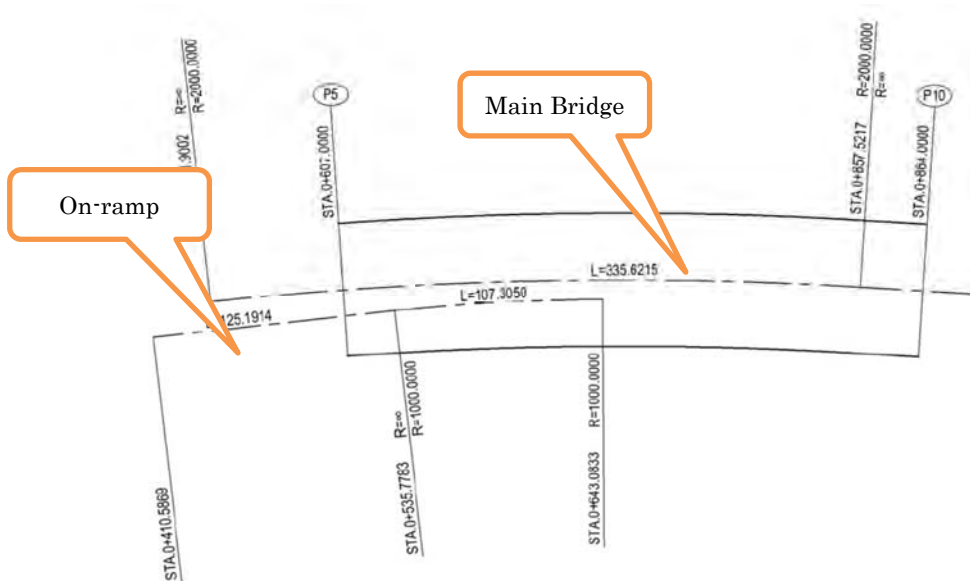 R=∞
R=2000.0000
.9002
P5
STA.0+607.0000
Main Bridge
R=2000.0000
R=∞
STA.0+857.5217
P10
STA.0+864.0000
On-ramp
L=335.6215
L=107.3050
125.1914
STA.0+410.5869
R=∞
R=1000.0000
STA.0+535.7783
R=1000.0000
STA.0+643.0833